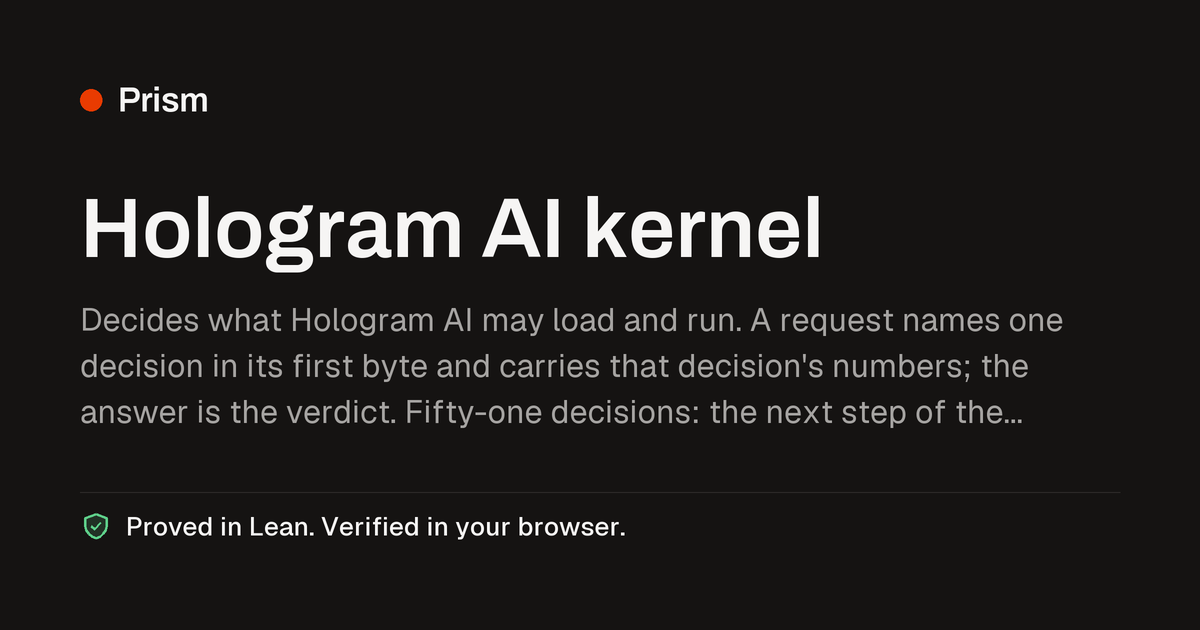 Prism
Hologram AI kernel
Decides what Hologram AI may load and run. A request names one
decision in its first byte and carries that decision's numbers; the
answer is the verdict. Fifty-one decisions: the next step of the…
Proved in Lean. Verified in your browser.